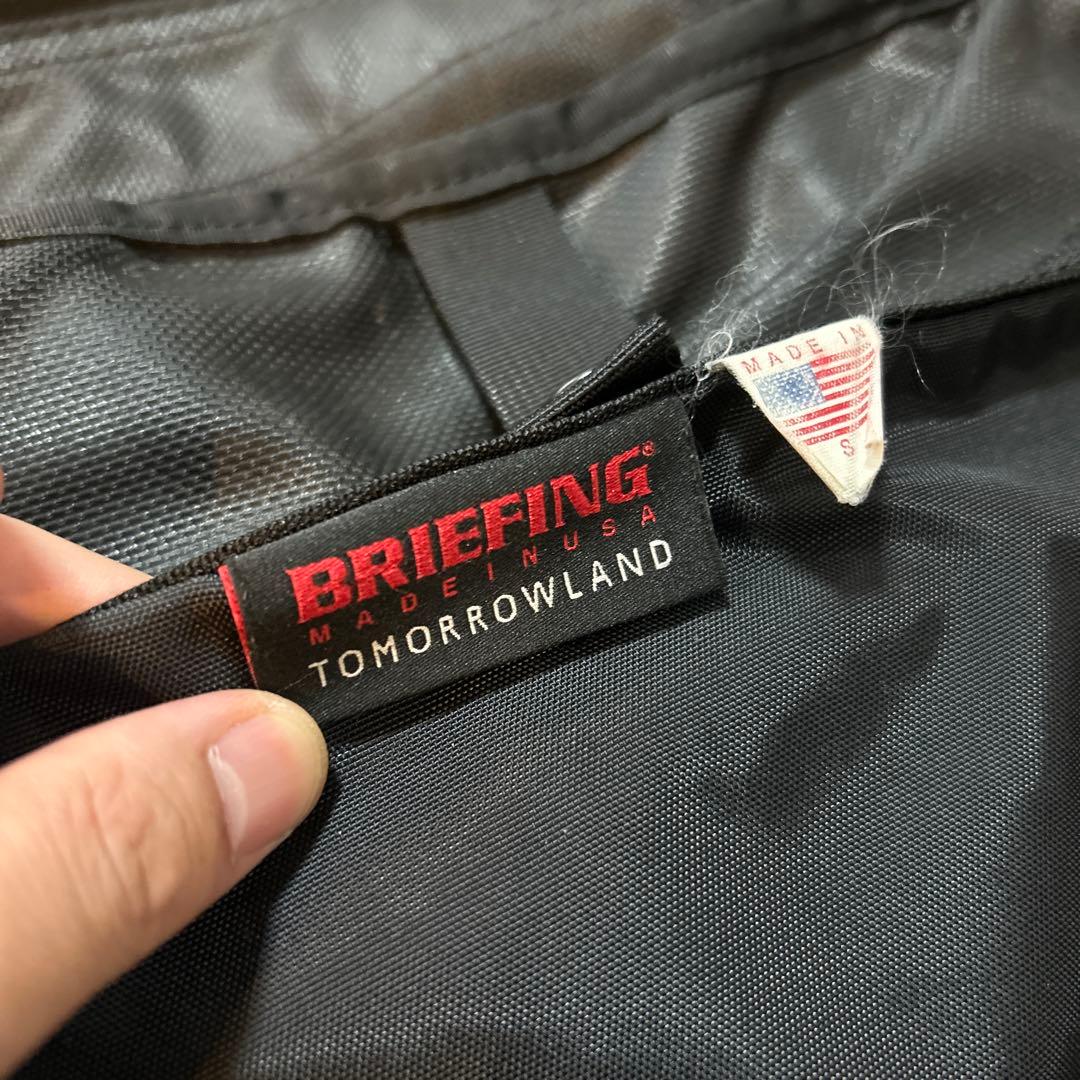 BRIEFING®
MADE IN USA
TOMORROWLAND
MADE IN
S